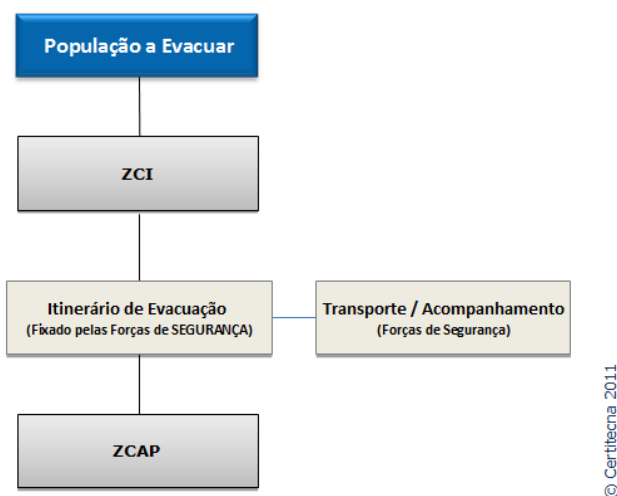 População a Evacuar
ZCI
Itinerário de Evacuação
(Fixado pelas Forças de SEGURANÇA)
Transporte / Acompanhamento
(Forças de Segurança)
ZCAP
© Certitecna 2011